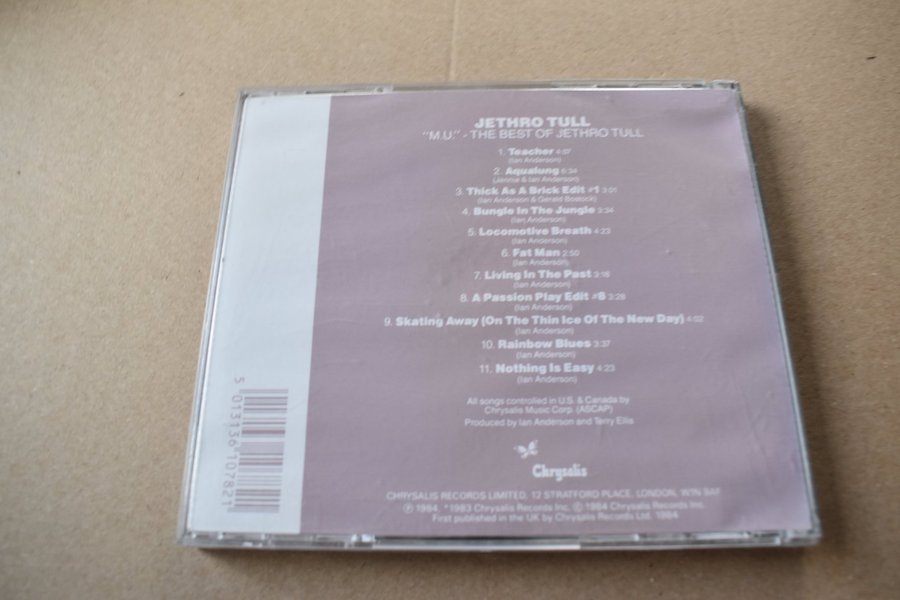 JETHRO TULL
"M.U." - THE BEST OF JETHRO TULL
1. Teacher 4:07
(Ian Anderson)
2. Aqualung 6:34
(Jennie & Ian Anderson)
3. Thick As A Brick Edit #1 3:01
(Ian Anderson & Gerald Bostock)
4. Bungle In The Jungle 3:34
(Ian Anderson)
5. Locomotive Breath 4:23
(Ian Anderson)
6. Fat Man 2:50
(Ian Anderson)
7. Living In The Past 3:18
(Ian Anderson)
8. A Passion Play Edit #8 3:28
(Ian Anderson)
9. Skating Away (On The Thin Ice Of The New Day) 4:02
(Ian Anderson)
10. Rainbow Blues 3:37
(Ian Anderson)
11. Nothing Is Easy 4:23
(Ian Anderson)
All songs controlled in U.S. & Canada by
Chrysalis Music Corp. (ASCAP)
Produced by Ian Anderson and Terry Ellis
Chrysalis
CHRYSALIS RECORDS LIMITED, 12 STRATFORD PLACE, LONDON, W1N 9AF
℗ 1984, *1983 Chrysalis Records Inc. © 1984 Chrysalis Records Inc.
First published in the UK by Chrysalis Records Ltd. 1984
5 013136 107821